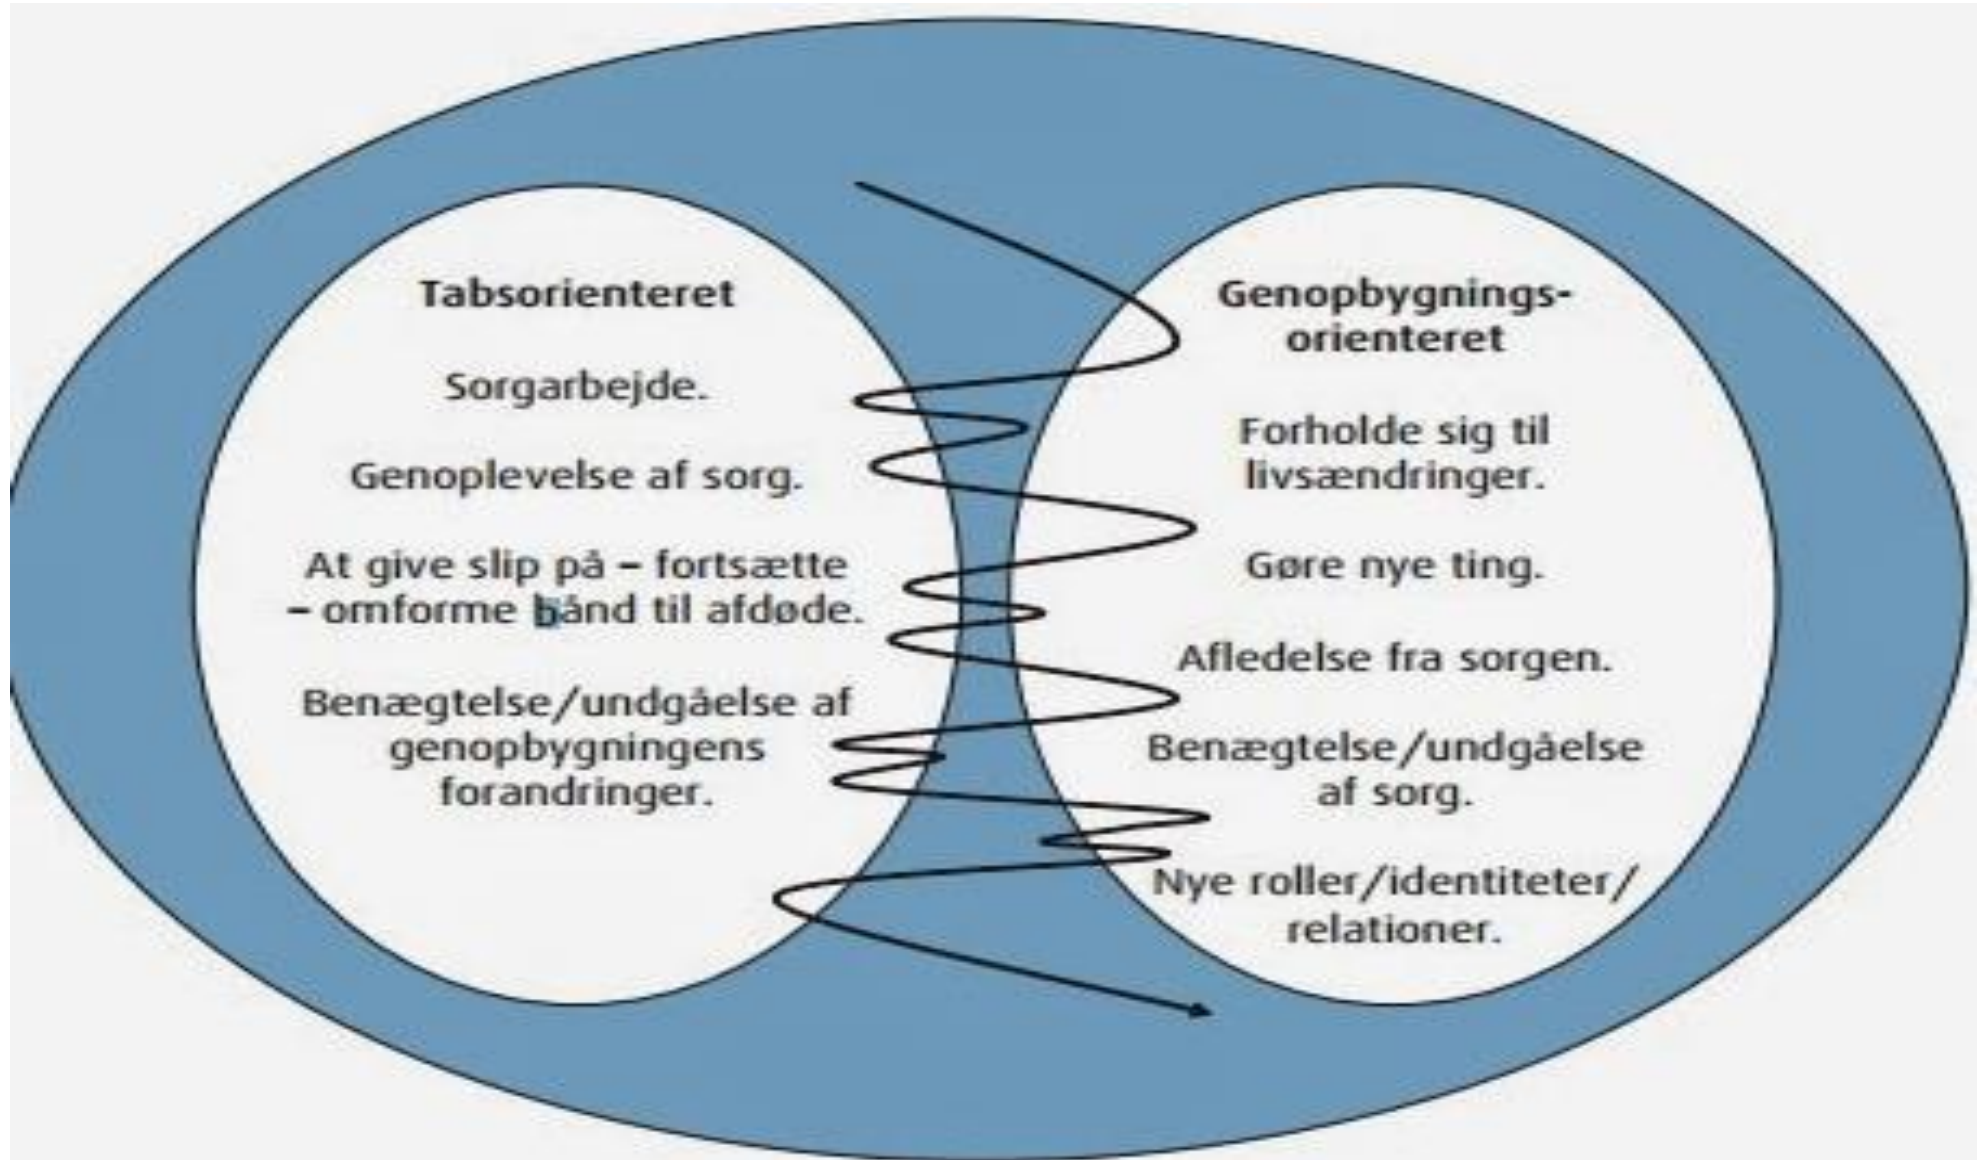 Tabsorienteret
Sorgarbejde.
Genoplevelse af sorg.
At give slip på – fortsætte
– omforme bånd til afdøde.
Benægtelse/undgåelse af
genopbygningens
forandringer.
Genopbygnings-
orienteret
Forholde sig til
livsændringer.
Gøre nye ting.
Afledelse fra sorgen.
Benægtelse/undgåelse
af sorg.
Nye roller/identiteter/
relationer.